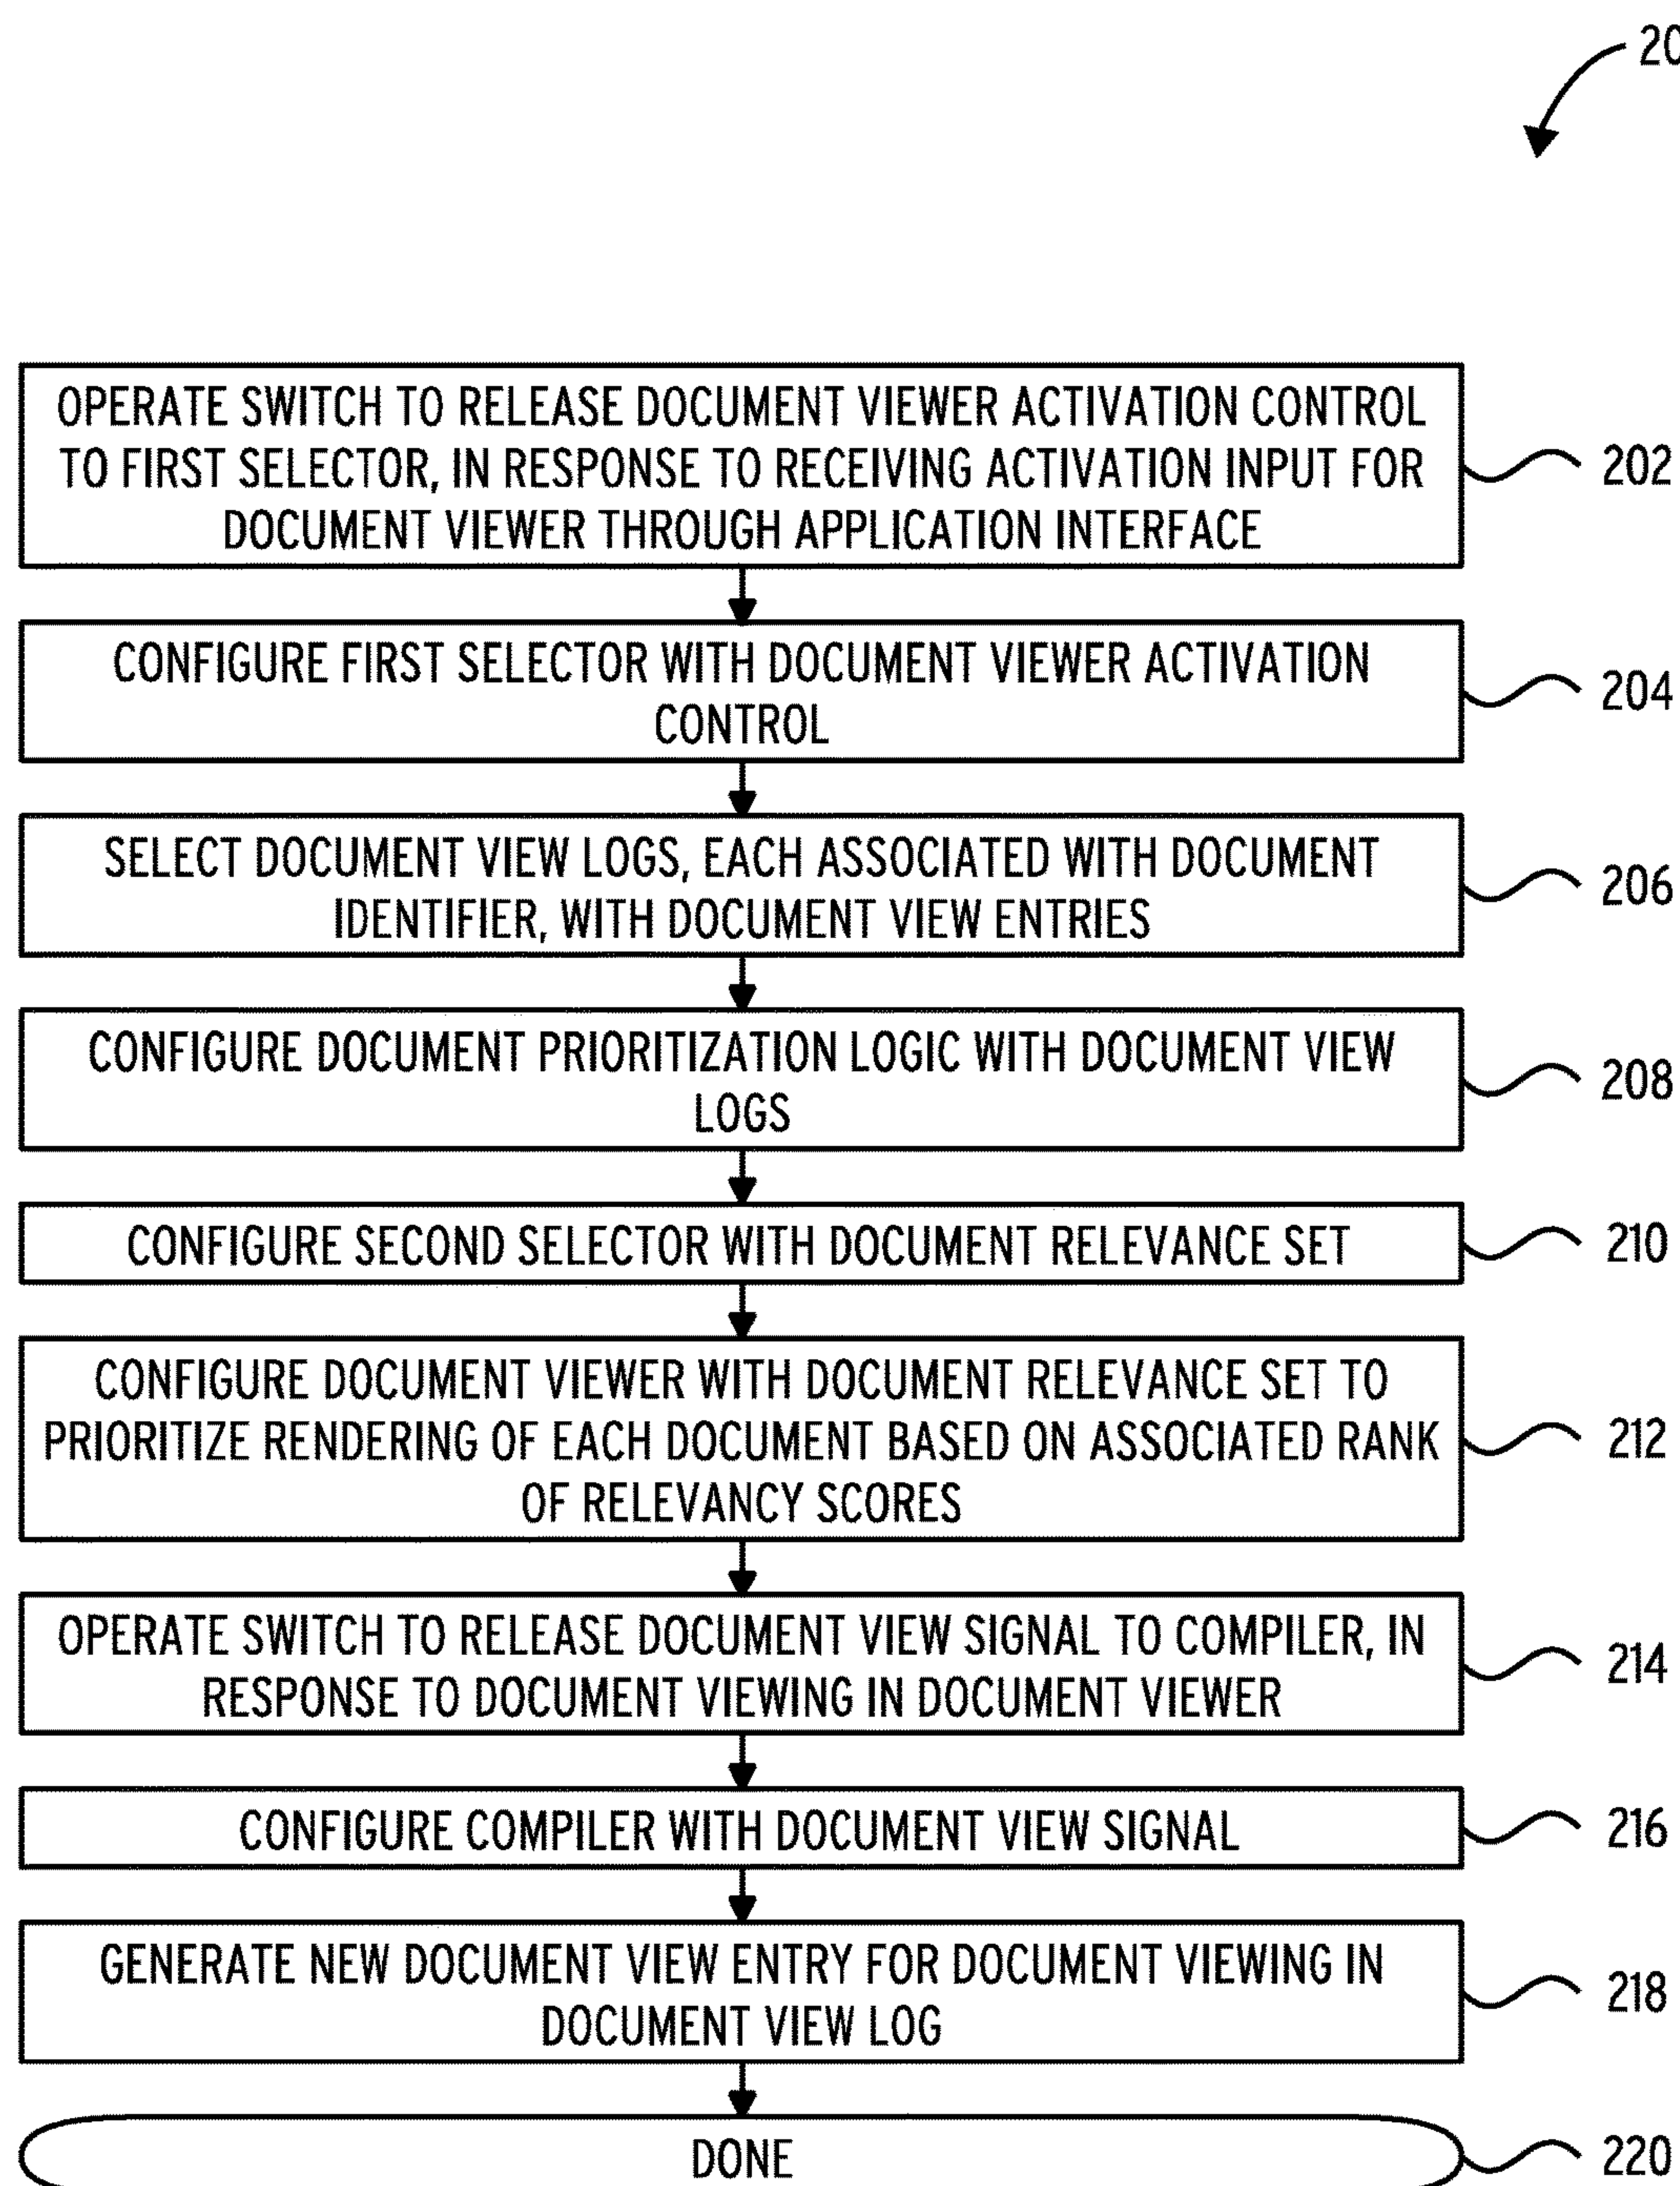 20
OPERATE SWITCH TO RELEASE DOCUMENT VIEWER ACTIVATION CONTROL
TO FIRST SELECTOR, IN RESPONSE TO RECEIVING ACTIVATION INPUT FOR
DOCUMENT VIEWER THROUGH APPLICATION INTERFACE
202
CONFIGURE FIRST SELECTOR WITH DOCUMENT VIEWER ACTIVATION
CONTROL
204
SELECT DOCUMENT VIEW LOGS, EACH ASSOCIATED WITH DOCUMENT
IDENTIFIER, WITH DOCUMENT VIEW ENTRIES
206
CONFIGURE DOCUMENT PRIORITIZATION LOGIC WITH DOCUMENT VIEW
LOGS
208
CONFIGURE SECOND SELECTOR WITH DOCUMENT RELEVANCE SET
210
CONFIGURE DOCUMENT VIEWER WITH DOCUMENT RELEVANCE SET TO
PRIORITIZE RENDERING OF EACH DOCUMENT BASED ON ASSOCIATED RANK
OF RELEVANCY SCORES
212
OPERATE SWITCH TO RELEASE DOCUMENT VIEW SIGNAL TO COMPILER, IN
RESPONSE TO DOCUMENT VIEWING IN DOCUMENT VIEWER
214
CONFIGURE COMPILER WITH DOCUMENT VIEW SIGNAL
216
GENERATE NEW DOCUMENT VIEW ENTRY FOR DOCUMENT VIEWING IN
DOCUMENT VIEW LOG
218
DONE
220